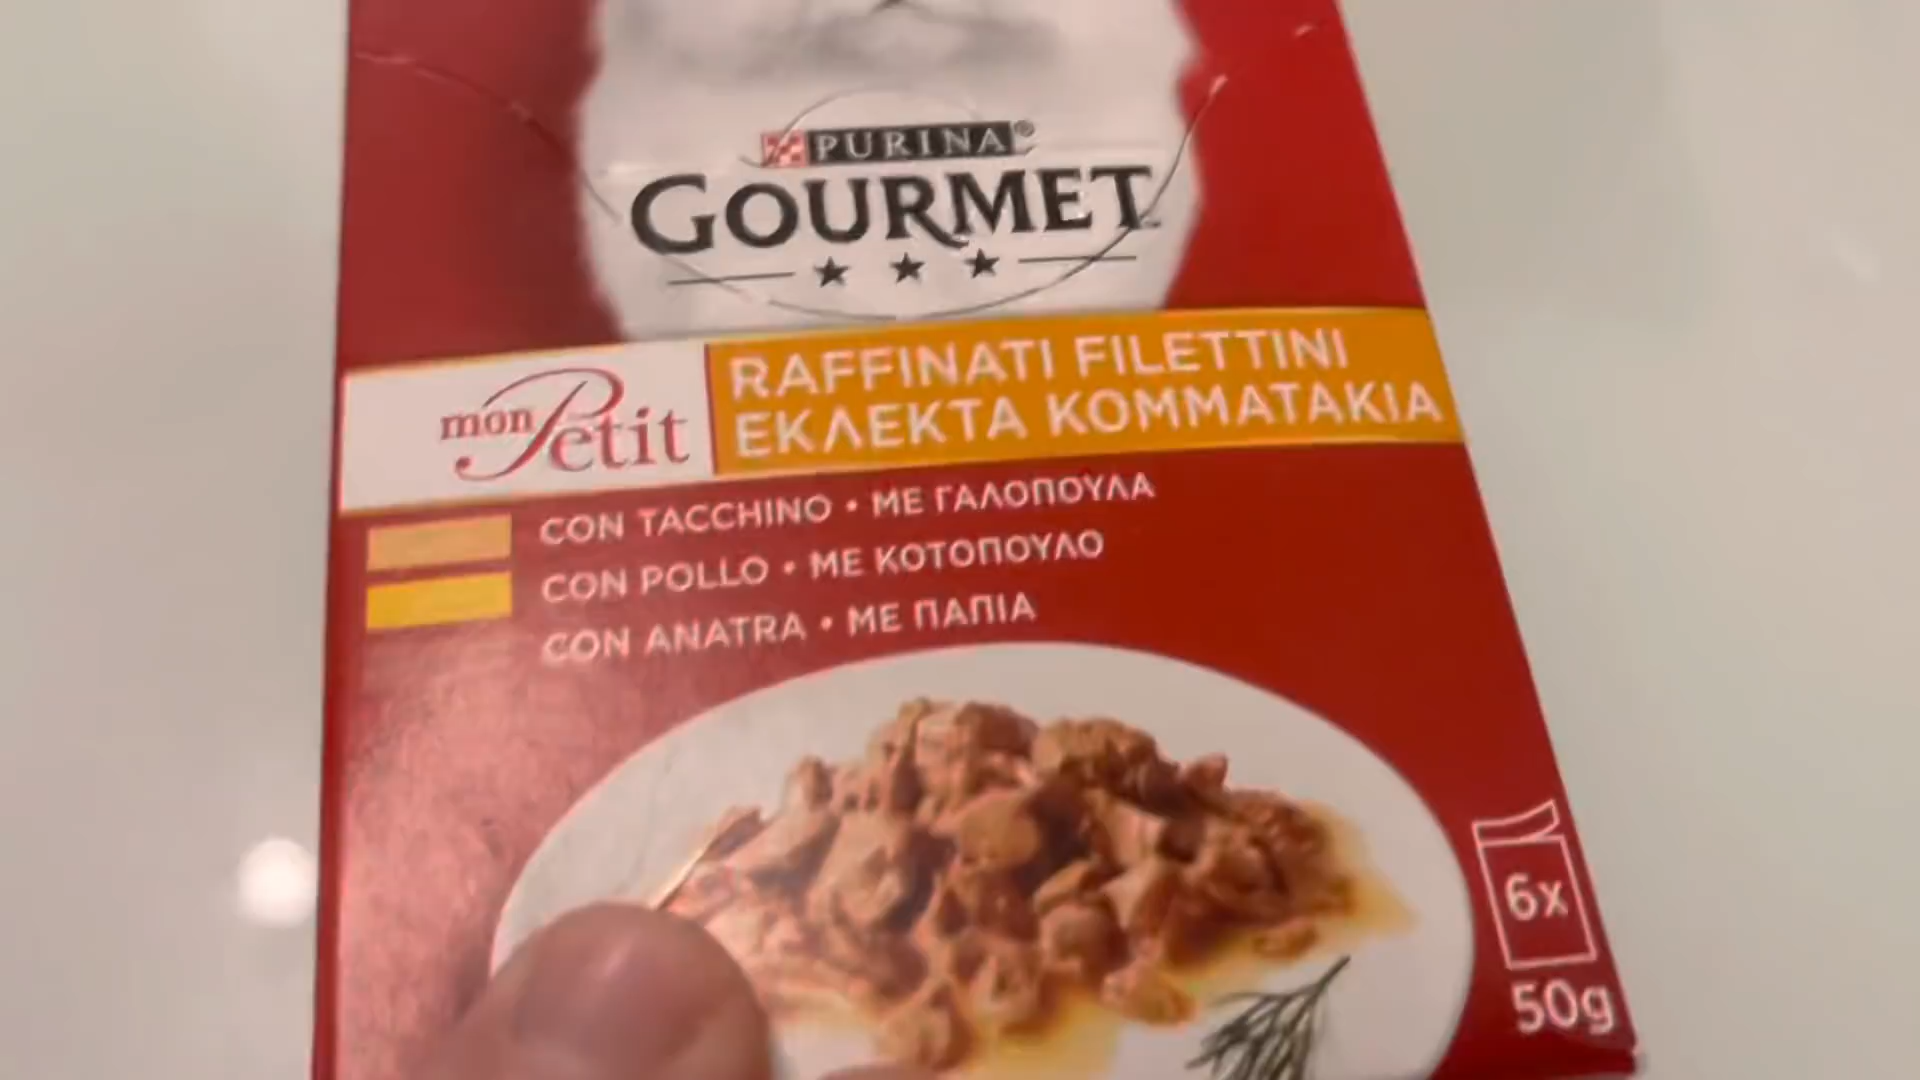 PURINA®
GOURMET™
mon Petit
RAFFINATI FILETTINI
ΕΚΛΕΚΤΑ ΚΟΜΜΑΤΑΚΙΑ
CON TACCHINO • ΜΕ ΓΑΛΟΠΟΥΛΑ
CON POLLO • ΜΕ ΚΟΤΟΠΟΥΛΟ
CON ANATRA • ΜΕ ΠΑΠΙΑ
6x
50g